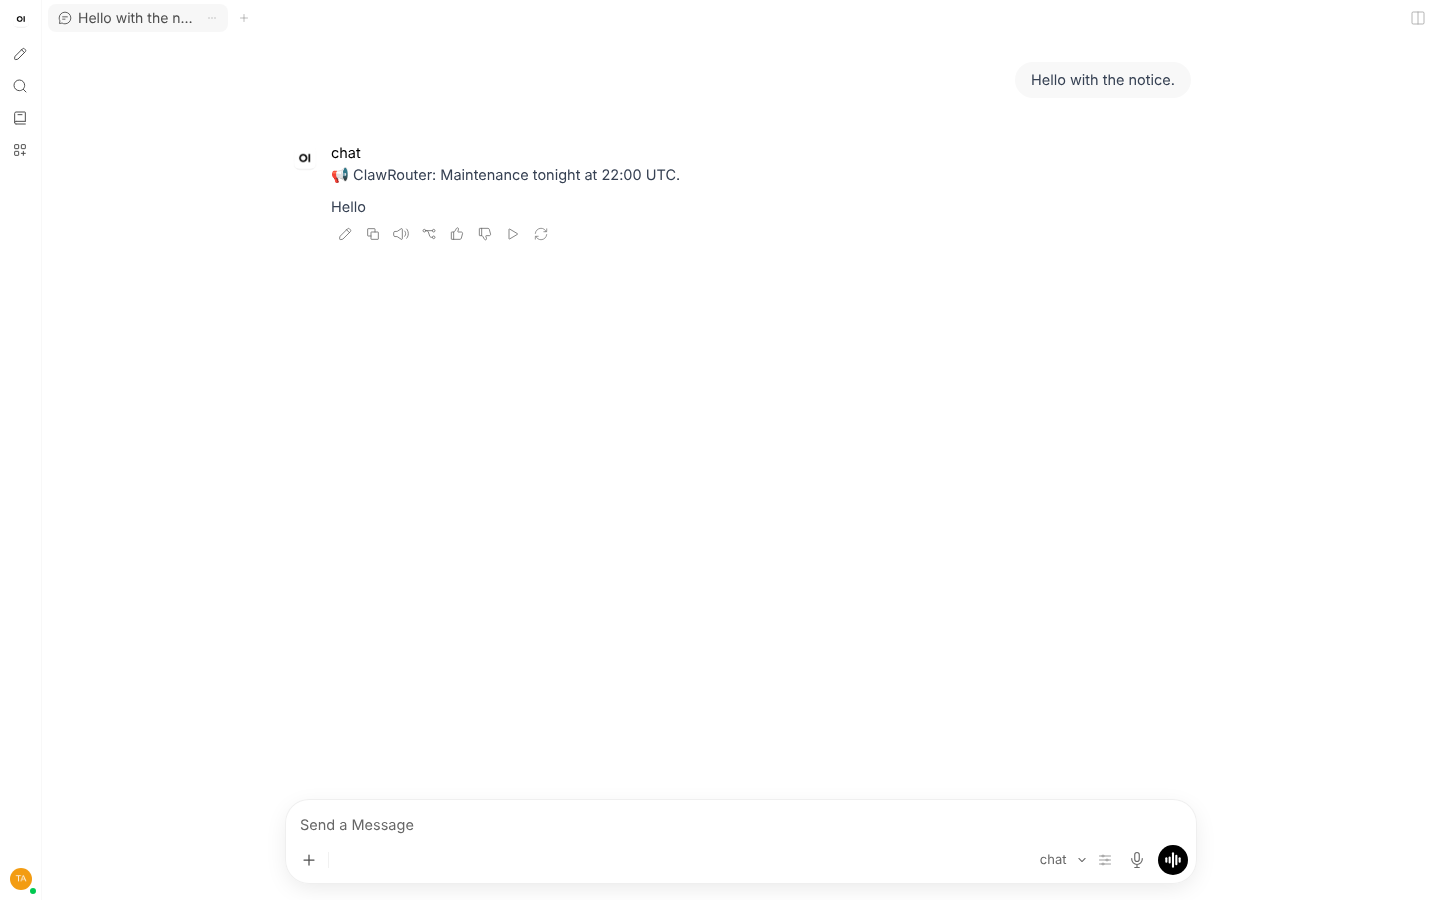 OI
Hello with the n...
Hello with the notice.
OI
chat
📢 ClawRouter: Maintenance tonight at 22:00 UTC.
Hello
Send a Message
chat
TA